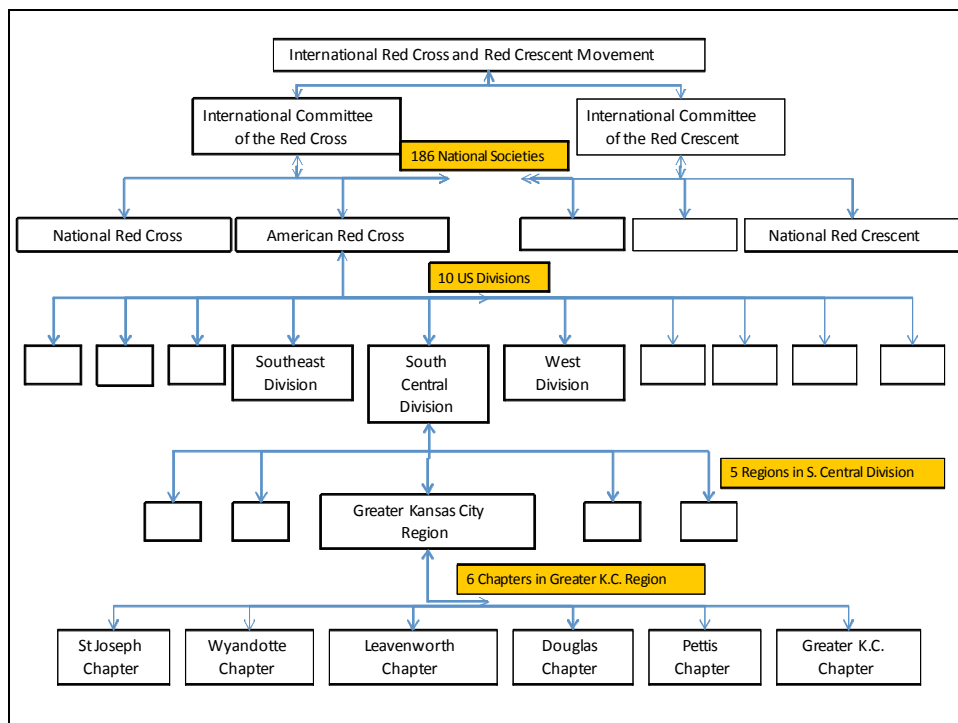 International Red Cross and Red Crescent Movement
International Committee
of the Red Cross
International Committee
of the Red Crescent
186 National Societies
National Red Cross
American Red Cross
National Red Crescent
10 US Divisions
Southeast
Division
South
Central
Division
West
Division
5 Regions in S. Central Division
Greater Kansas City
Region
6 Chapters in Greater K.C. Region
St Joseph
Chapter
Wyandotte
Chapter
Leavenworth
Chapter
Douglas
Chapter
Pettis
Chapter
Greater K.C.
Chapter